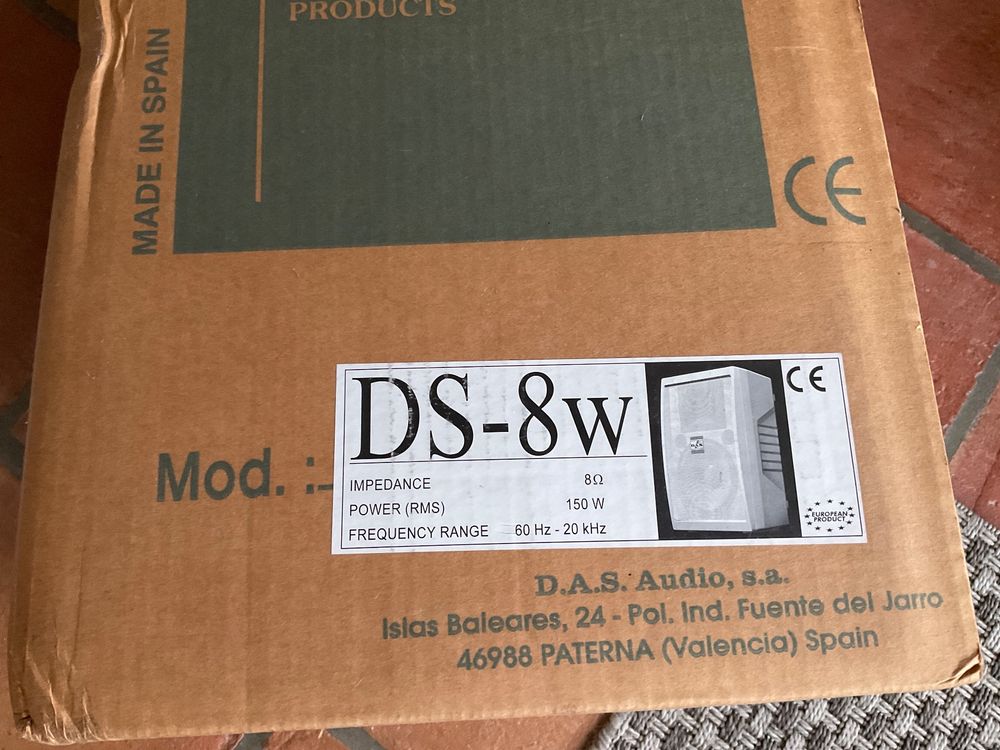 PRODUCTS
MADE IN SPAIN
CE
DS-8w
CE
Mod. :
IMPEDANCE 8Ω
POWER (RMS) 150 W
FREQUENCY RANGE 60 Hz - 20 kHz
EUROPEAN
PRODUCT
D.A.S. Audio, s.a.
Islas Baleares, 24 - Pol. Ind. Fuente del Jarro
46988 PATERNA (Valencia) Spain